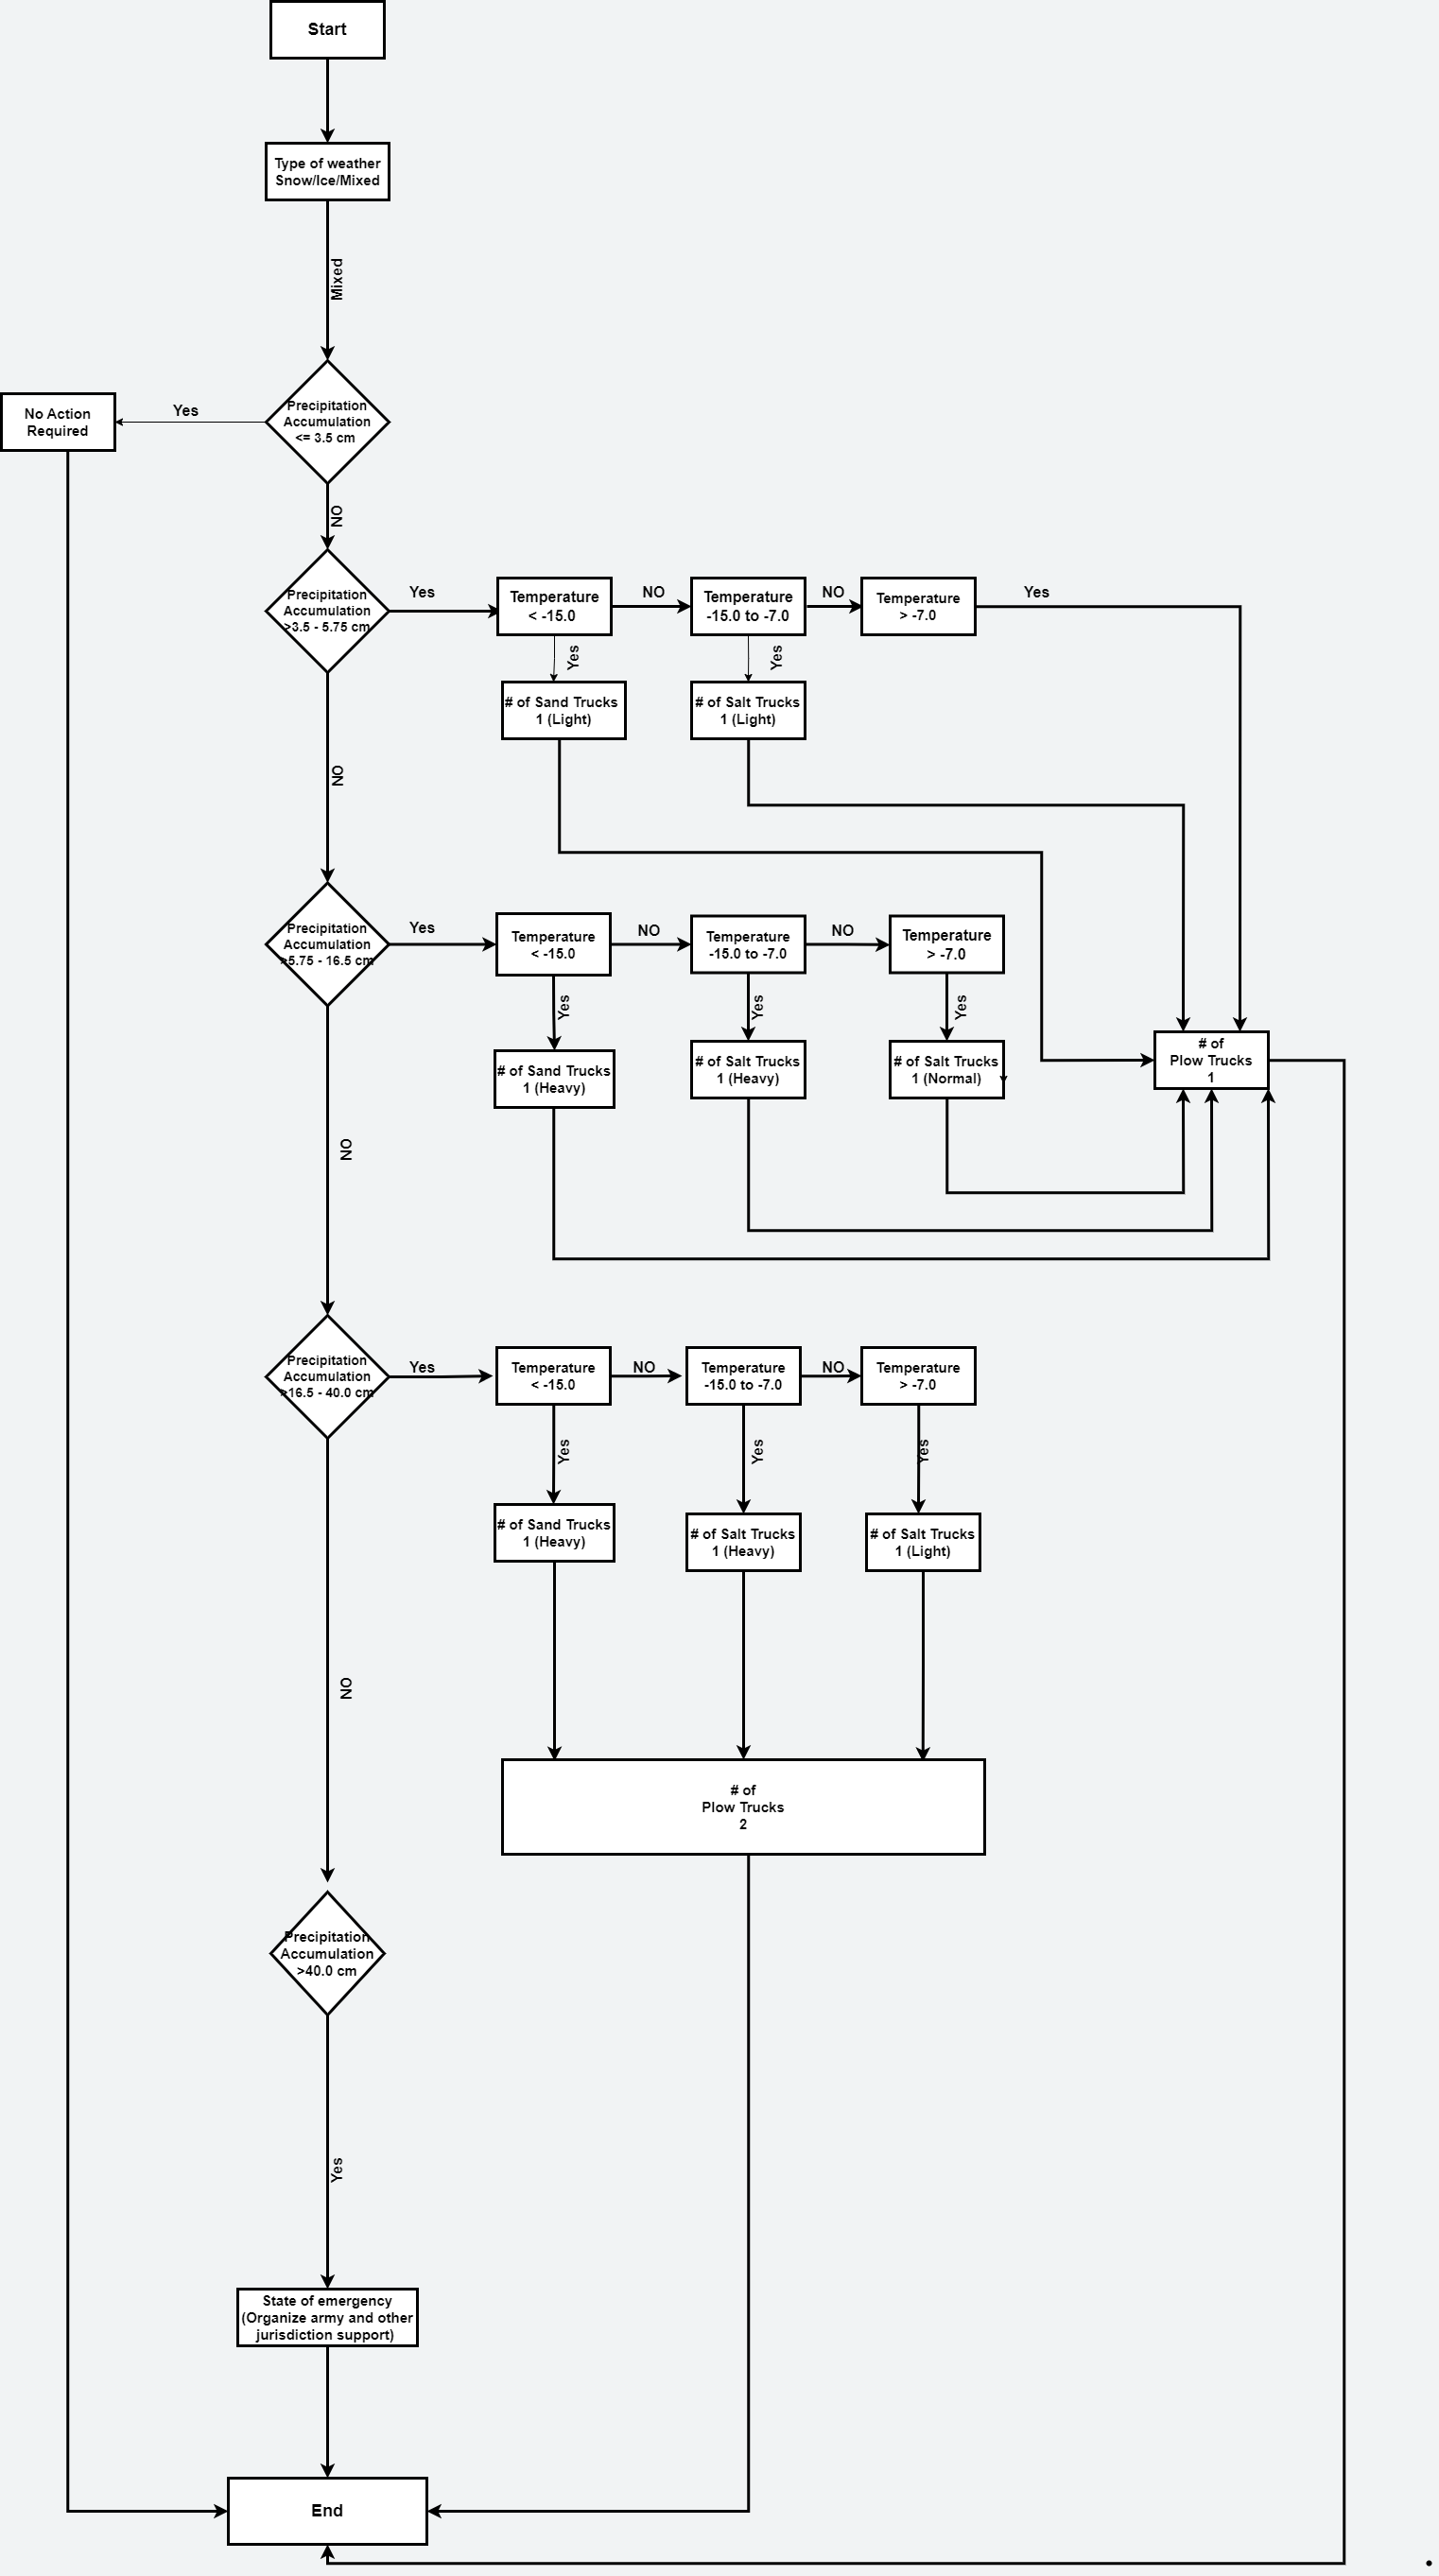 Start
Type of weather
Snow/Ice/Mixed
Mixed
Precipitation
Accumulation
<= 3.5 cm
Yes
No Action
Required
NO
Precipitation
Accumulation
>3.5 - 5.75 cm
Yes
Temperature
< -15.0
NO
Temperature
-15.0 to -7.0
NO
Temperature
> -7.0
Yes
Yes
Yes
# of Sand Trucks
1 (Light)
# of Salt Trucks
1 (Light)
NO
Precipitation
Accumulation
>5.75 - 16.5 cm
Yes
Temperature
< -15.0
NO
Temperature
-15.0 to -7.0
NO
Temperature
> -7.0
Yes
Yes
Yes
# of Sand Trucks
1 (Heavy)
# of Salt Trucks
1 (Heavy)
# of Salt Trucks
1 (Normal)
# of
Plow Trucks
1
NO
Precipitation
Accumulation
>16.5 - 40.0 cm
Yes
Temperature
< -15.0
NO
Temperature
-15.0 to -7.0
NO
Temperature
> -7.0
Yes
Yes
Yes
# of Sand Trucks
1 (Heavy)
# of Salt Trucks
1 (Heavy)
# of Salt Trucks
1 (Light)
NO
# of
Plow Trucks
2
Precipitation
Accumulation
>40.0 cm
Yes
State of emergency
(Organize army and other
jurisdiction support)
End